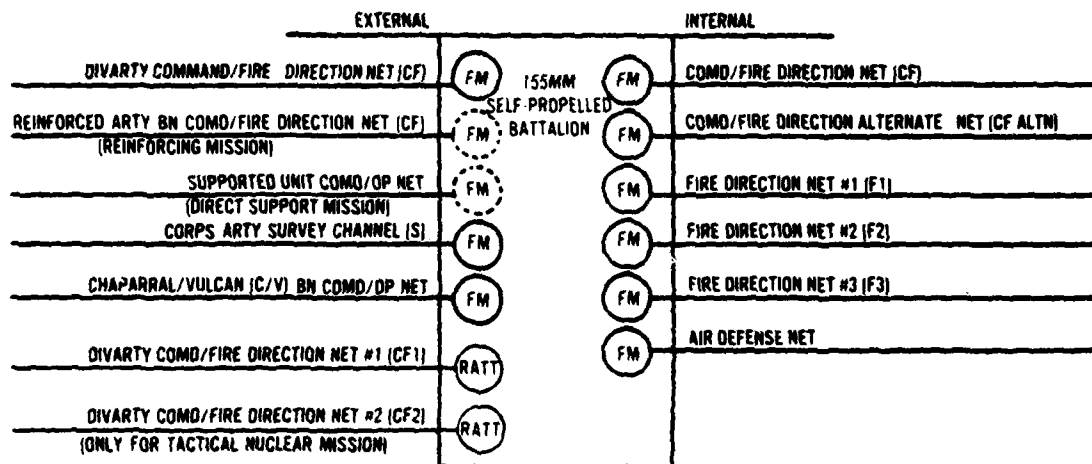 EXTERNAL
INTERNAL
DIVARTY COMMAND/FIRE DIRECTION NET (CF)
FM
155MM
SELF-PROPELLED
BATTALION
FM
COMD/FIRE DIRECTION NET (CF)
REINFORCED ARTY BN COMD/FIRE DIRECTION NET (CF)
(REINFORCING MISSION)
FM
FM
COMD/FIRE DIRECTION ALTERNATE NET (CF ALTN)
SUPPORTED UNIT COMD/OP NET
(DIRECT SUPPORT MISSION)
FM
FM
FIRE DIRECTION NET #1 (F1)
CORPS ARTY SURVEY CHANNEL (S)
FM
FM
FIRE DIRECTION NET #2 (F2)
CHAPARRAL/VULCAN (C/V) BN COMD/OP NET
FM
FM
FIRE DIRECTION NET #3 (F3)
FM
AIR DEFENSE NET
DIVARTY COMD/FIRE DIRECTION NET #1 (CF1)
RATT
DIVARTY COMD/FIRE DIRECTION NET #2 (CF2)
(ONLY FOR TACTICAL NUCLEAR MISSION)
RATT